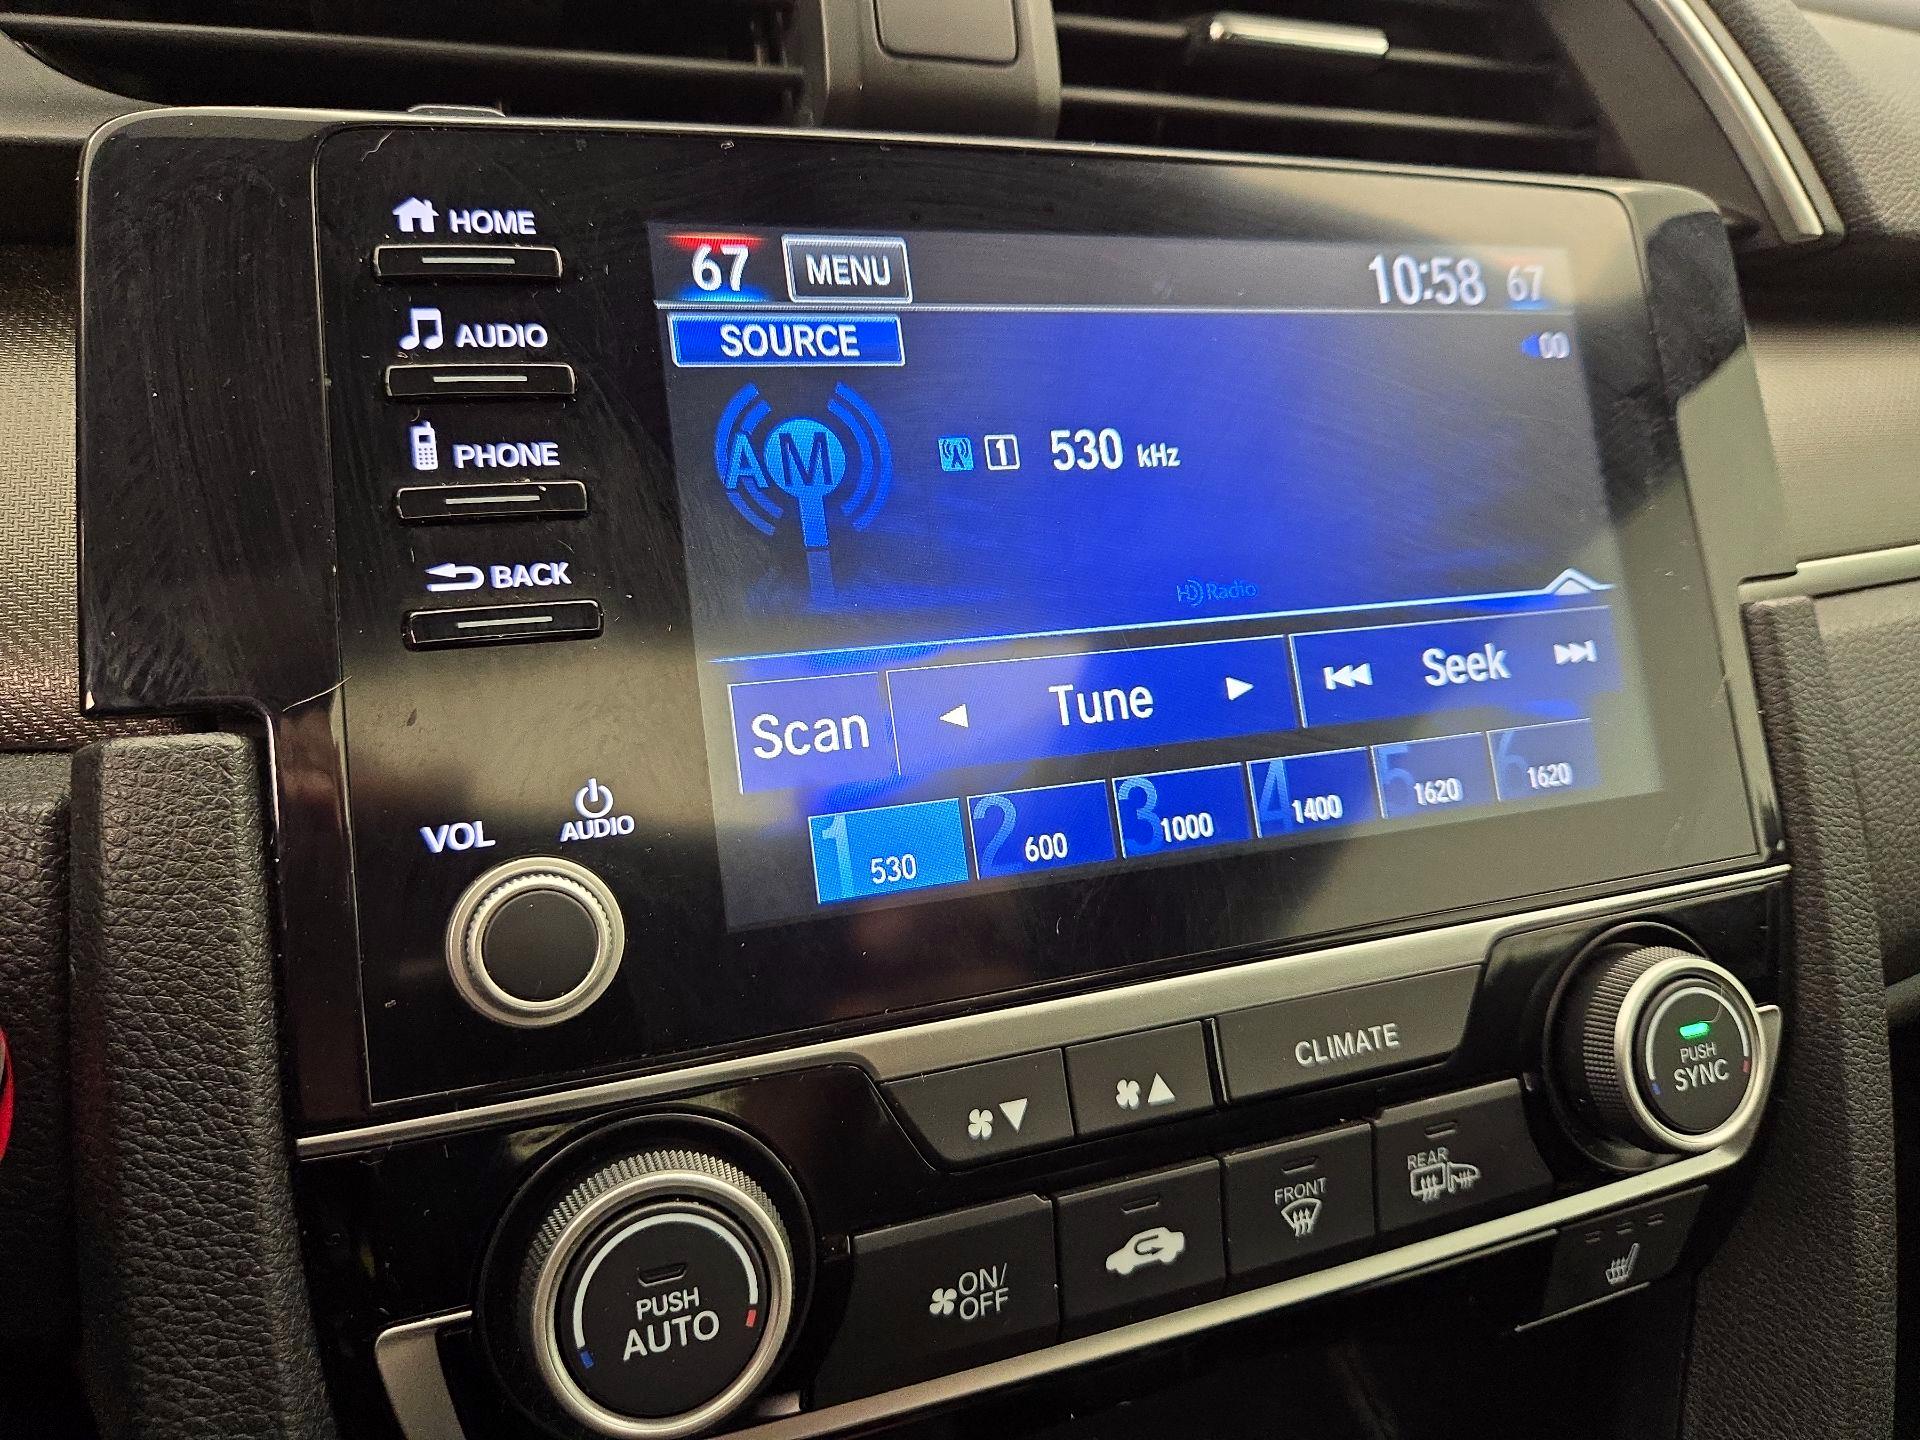 HOME
AUDIO
PHONE
BACK
VOL
AUDIO
67 MENU 10:58 67
SOURCE 00
AM 1 530 kHz
HD Radio
Scan Tune Seek
1 530 2 600 3 1000 4 1400 5 1620 6 1620
CLIMATE
PUSH
SYNC
PUSH
AUTO
ON/
OFF
FRONT
REAR